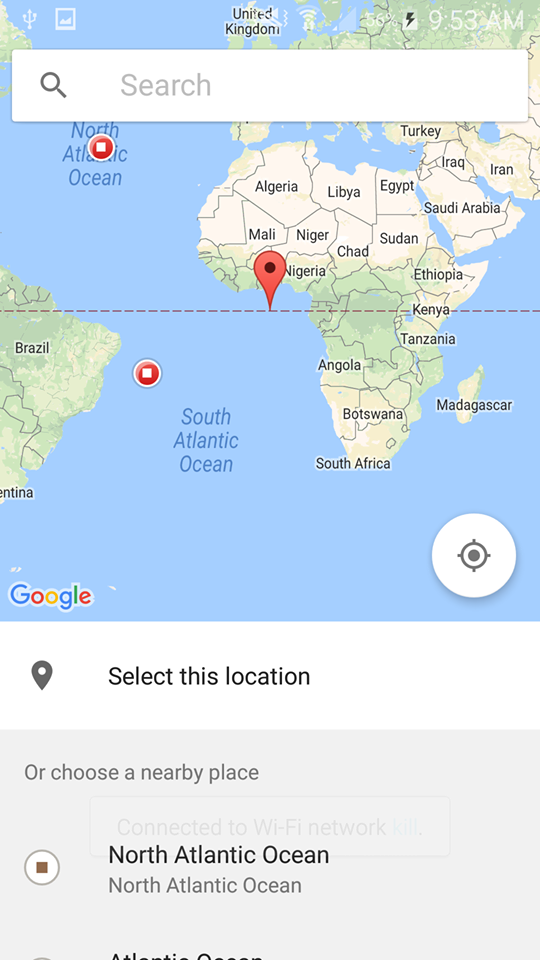 United
Kingdom
56%
9:53 AM
Search
North
Atlantic
Ocean
Turkey
Iraq
Iran
Algeria
Libya
Egypt
Saudi Arabia
Mali
Niger
Chad
Sudan
Nigeria
Ethiopia
Kenya
Brazil
Tanzania
Angola
Madagascar
Botswana
South
Atlantic
Ocean
South Africa
entina
Google
Select this location
Or choose a nearby place
Connected to Wi-Fi network kill.
North Atlantic Ocean
North Atlantic Ocean
Atlantic Ocean